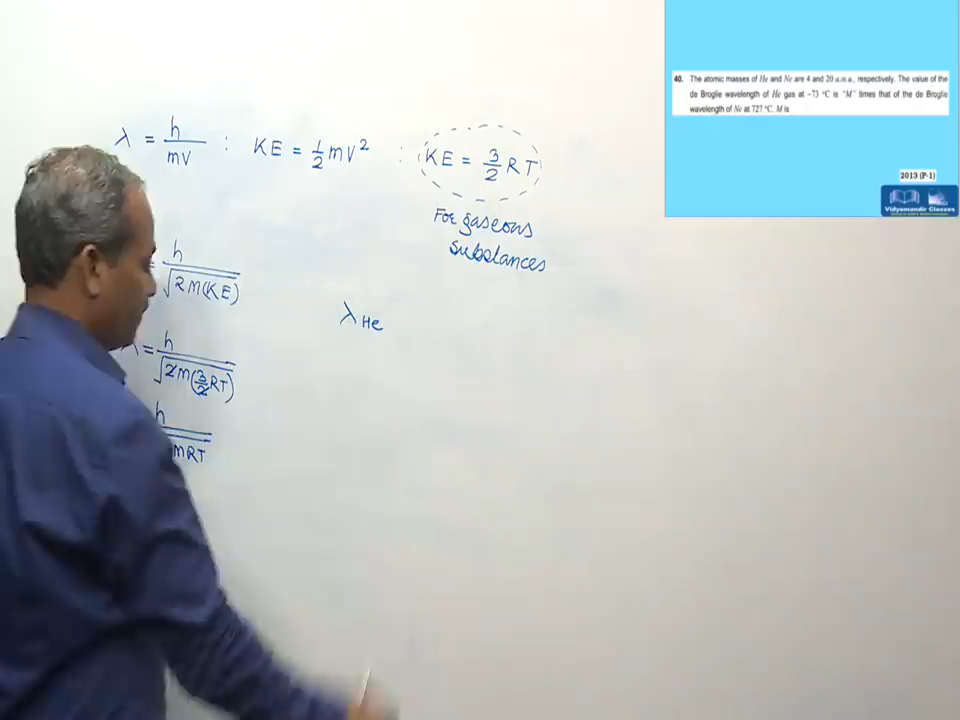 40. The atomic masses of He and Ne are 4 and 20 a.m.u., respectively. The value of the
de Broglie wavelength of He gas at −73 °C is "M" times that of the de Broglie
wavelength of Ne at 727 °C. M is
2013 (P-1)
Vidyamandir Classes
λ = h/mv : KE = 1/2 mv² : KE = 3/2 RT
For gaseous
substances
= h/√2m(KE)
λ He
λ = h/√2m(3/2 RT)
h/mRT